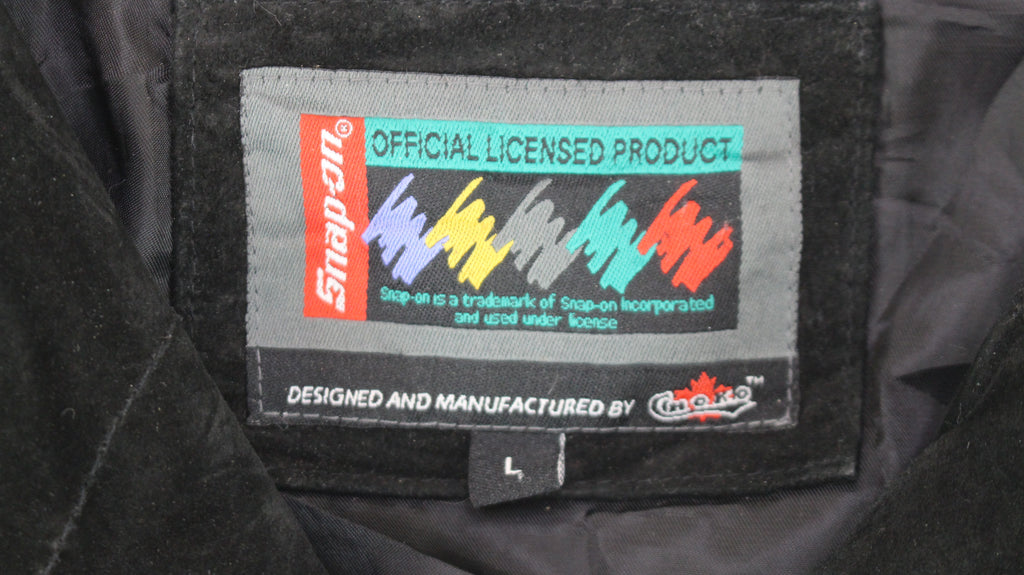 Snap-on®
OFFICIAL LICENSED PRODUCT
Snap-on is a trademark of Snap-on Incorporated
and used under license
DESIGNED AND MANUFACTURED BY
Choko™
L